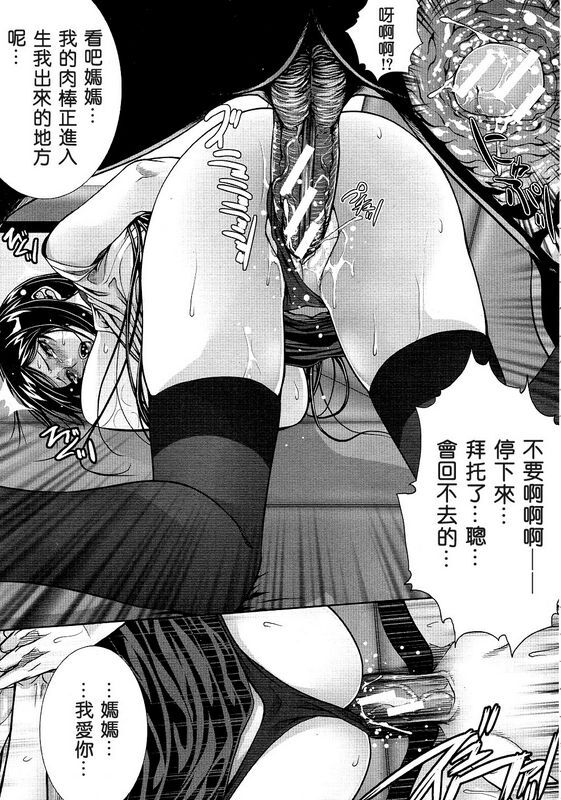 呀啊啊!?
看吧媽媽…
我的肉棒正進入
生我出來的地方
呢…
不要啊啊啊——
停下來…
拜托了…聰…
會回不去的…
…媽媽…
…我愛你…